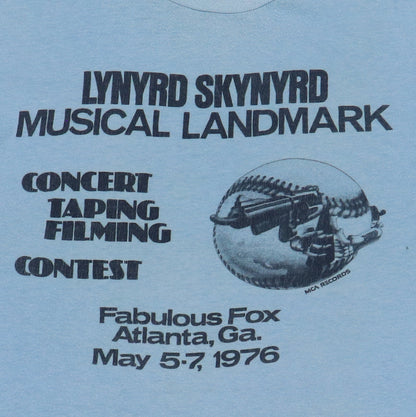 LYNYRD SKYNYRD
MUSICAL LANDMARK
CONCERT
TAPING
FILMING
CONTEST
MCA RECORDS
Fabulous Fox
Atlanta, Ga.
May 5-7, 1976